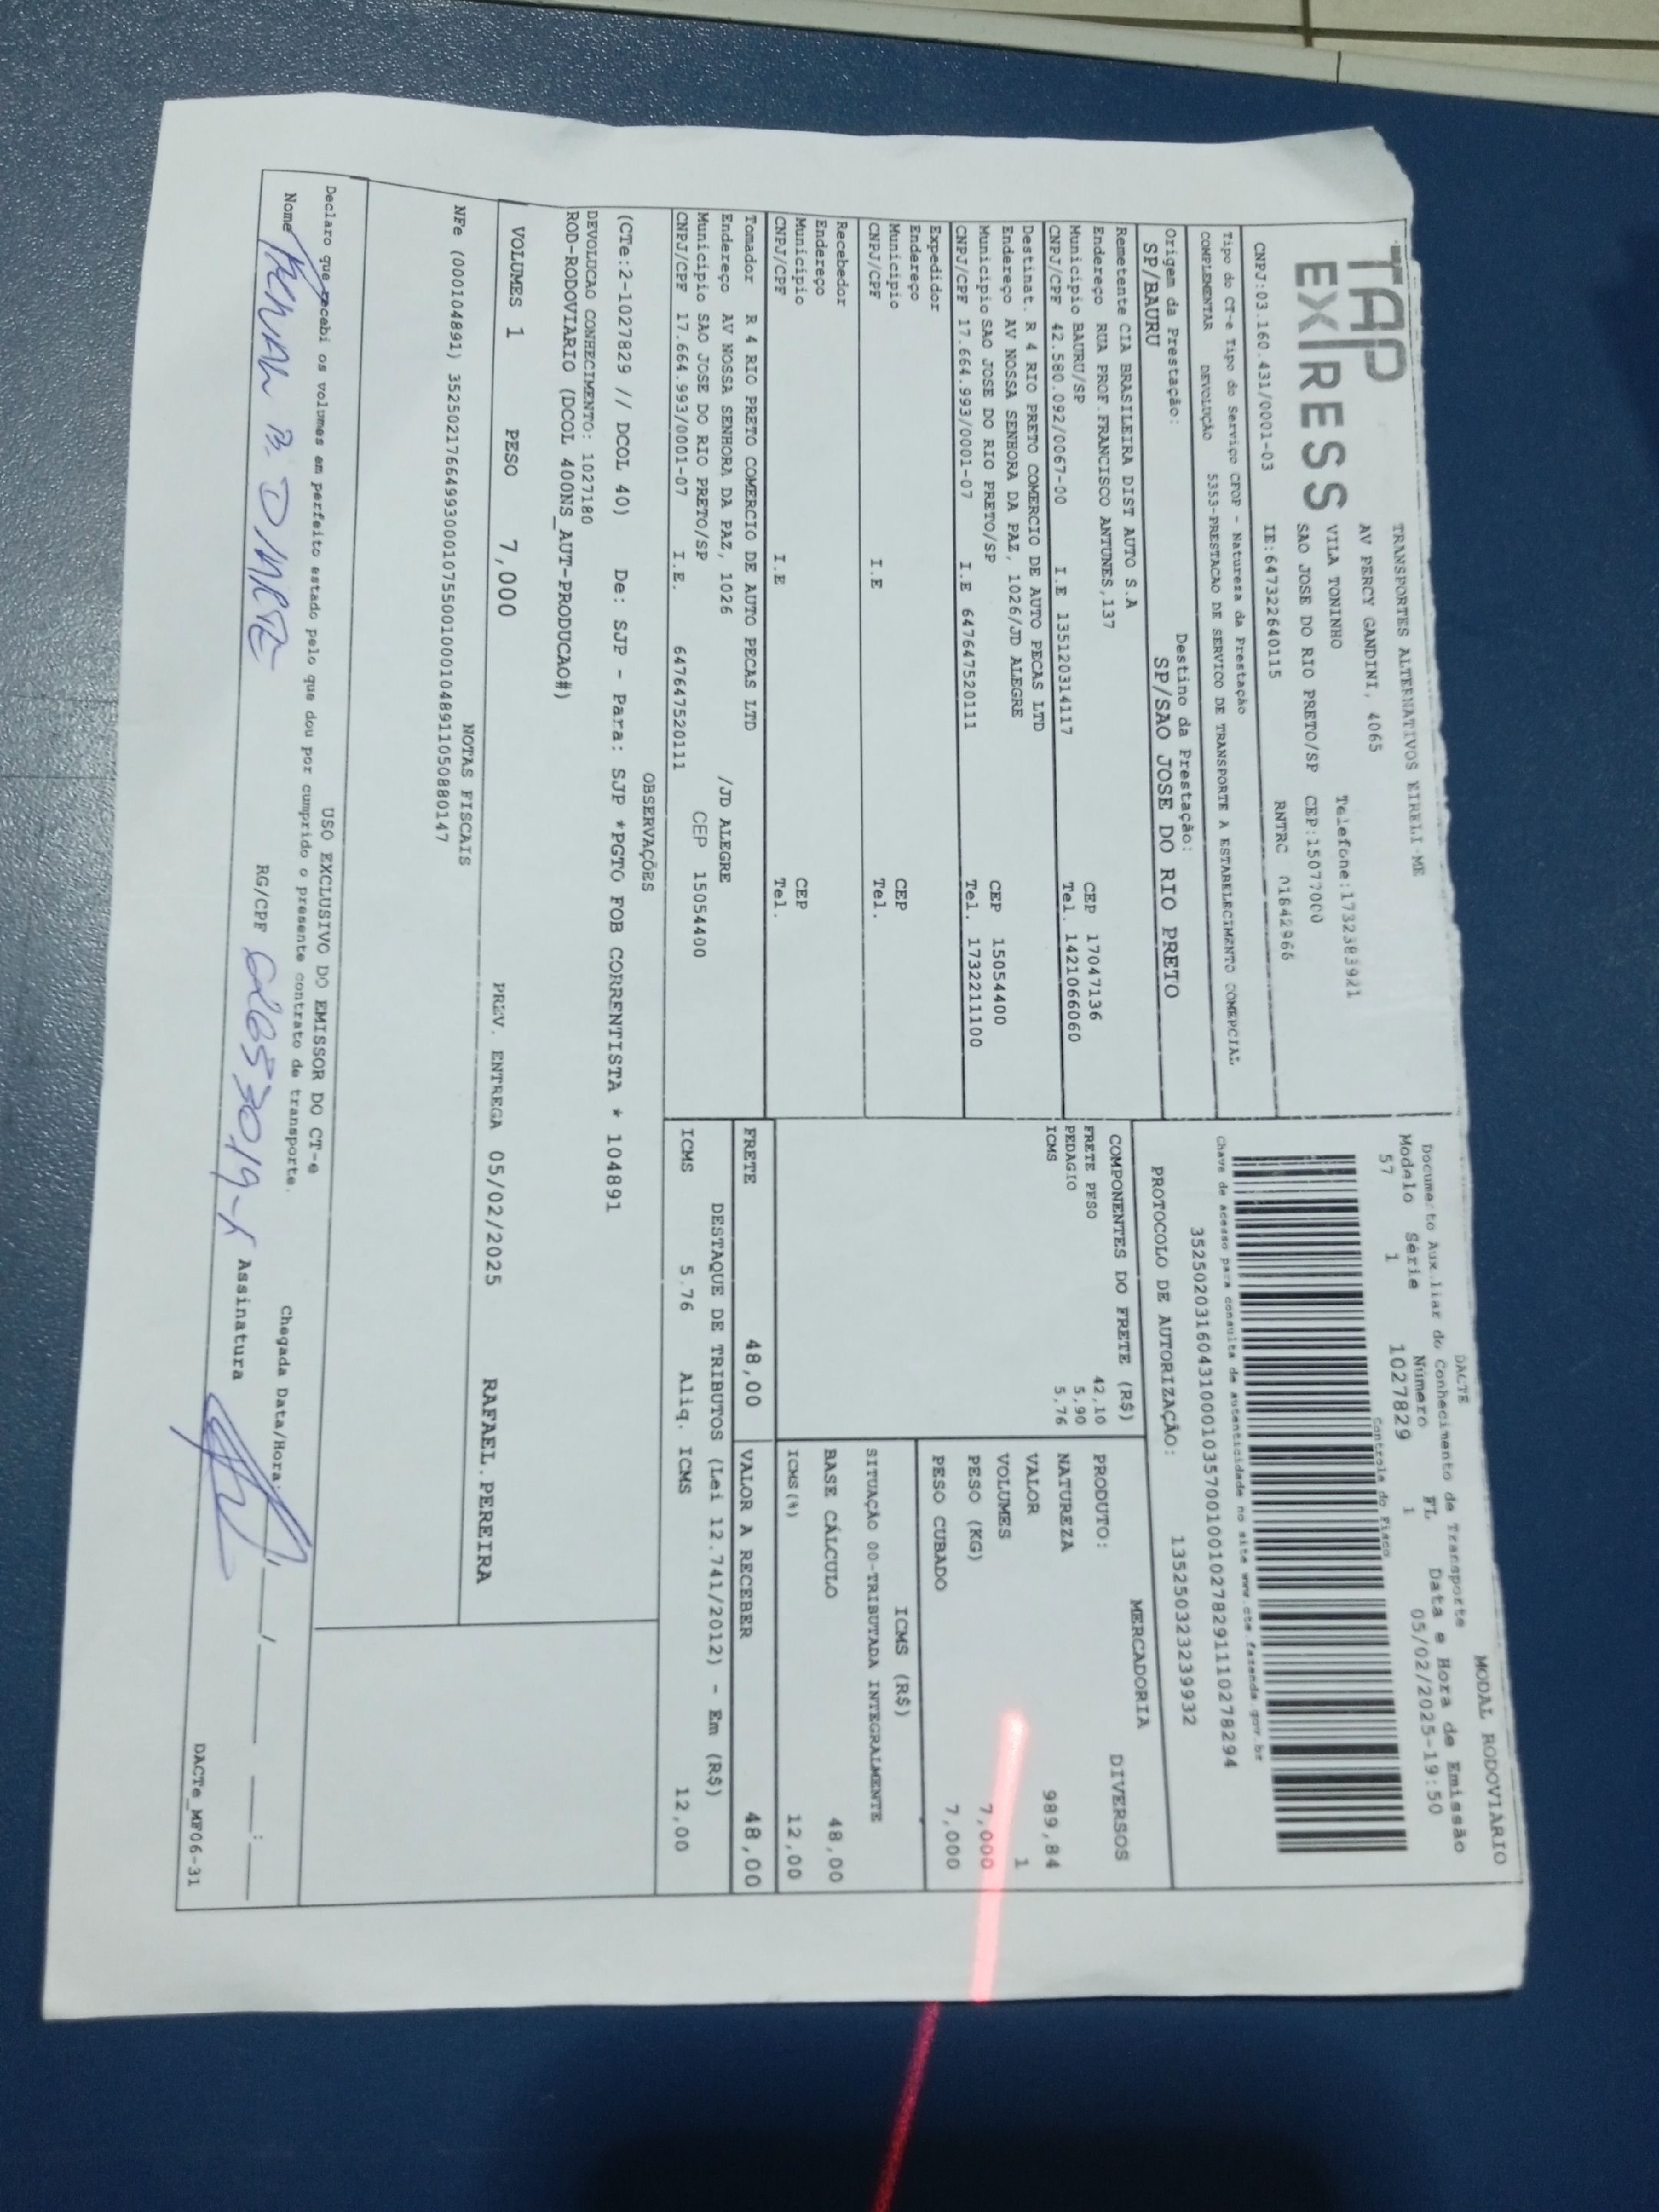 TAP EXPRESS
TRANSPORTES ALTERNATIVOS EIRELI-ME
AV PERCY GANDINI, 4065
VILA TONINHO Telefone:1732383921
SAO JOSE DO RIO PRETO/SP CEP:15077000
CNPJ:03.160.431/0001-03 IE:647322640115 RNTRC 01842966
Tipo do CT-e Tipo do Serviço CFOP - Natureza da Prestação
COMPLEMENTAR DEVOLUÇÃO 5353-PRESTACAO DE SERVICO DE TRANSPORTE A ESTABELECIMENTO COMERCIAL
Origem da Prestação: Destino da Prestação:
SP/BAURU SP/SAO JOSE DO RIO PRETO
Remetente CIA BRASILEIRA DIST AUTO S.A
Endereço RUA PROF.FRANCISCO ANTUNES,137
Municipio BAURU/SP CEP 17047136
CNPJ/CPF 42.580.092/0067-00 I.E 135120314117 Tel. 1421066060
Destinat. R 4 RIO PRETO COMERCIO DE AUTO PECAS LTD
Endereço AV NOSSA SENHORA DA PAZ, 1026/JD ALEGRE
Municipio SAO JOSE DO RIO PRETO/SP CEP 15054400
CNPJ/CPF 17.664.993/0001-07 I.E 647647520111 Tel. 1732211100
Expedidor
Endereço
Municipio CEP
CNPJ/CPF I.E Tel.
Recebedor
Endereço
Municipio CEP
CNPJ/CPF I.E Tel.
Tomador R 4 RIO PRETO COMERCIO DE AUTO PECAS LTD
Endereço AV NOSSA SENHORA DA PAZ, 1026 /JD ALEGRE
Municipio SAO JOSE DO RIO PRETO/SP CEP 15054400
CNPJ/CPF 17.664.993/0001-07 I.E. 647647520111
MODAL RODOVIÁRIO
DACTE
Documento Auxiliar do Conhecimento de Transporte
Modelo Série Número FL Data e Hora de Emissão
57 1 1027829 1 05/02/2025-19:50
Controle do Fisco
Chave de acesso para consulta de autenticidade no site www.cte.fazenda.gov.br
35250203160431000103570010010278291110278294
PROTOCOLO DE AUTORIZAÇÃO: 135250323239932
COMPONENTES DO FRETE (R$)
FRETE PESO 42,10
PEDAGIO 5,90
ICMS 5,76
MERCADORIA
PRODUTO: DIVERSOS
NATUREZA
VALOR 989,84
VOLUMES 1
PESO (KG) 7,000
PESO CUBADO 7,000
ICMS (R$)
SITUAÇÃO 00-TRIBUTADA INTEGRALMENTE
BASE CÁLCULO 48,00
ICMS(%) 12,00
FRETE 48,00 VALOR A RECEBER 48,00
DESTAQUE DE TRIBUTOS (Lei 12.741/2012) - Em (R$)
ICMS 5.76 Aliq. ICMS 12,00
OBSERVAÇÕES
(CTe:2-1027829 // DCOL 40) De: SJP - Para: SJP *PGTO FOB CORRENTISTA * 104891
DEVOLUCAO CONHECIMENTO: 1027180
ROD-RODOVIARIO (DCOL 400NS_AUT-PRODUCAO#)
VOLUMES 1 PESO 7,000 PREV. ENTREGA 05/02/2025 RAFAEL.PEREIRA
NOTAS FISCAIS
NFe (000104891) 35250217664993000107550010001048911050880147
USO EXCLUSIVO DO EMISSOR DO CT-e
Declaro que recebi os volumes em perfeito estado pelo que dou por cumprido o presente contrato de transporte.
Nome RG/CPF Assinatura Chegada Data/Hora
DACTe_MF06-31